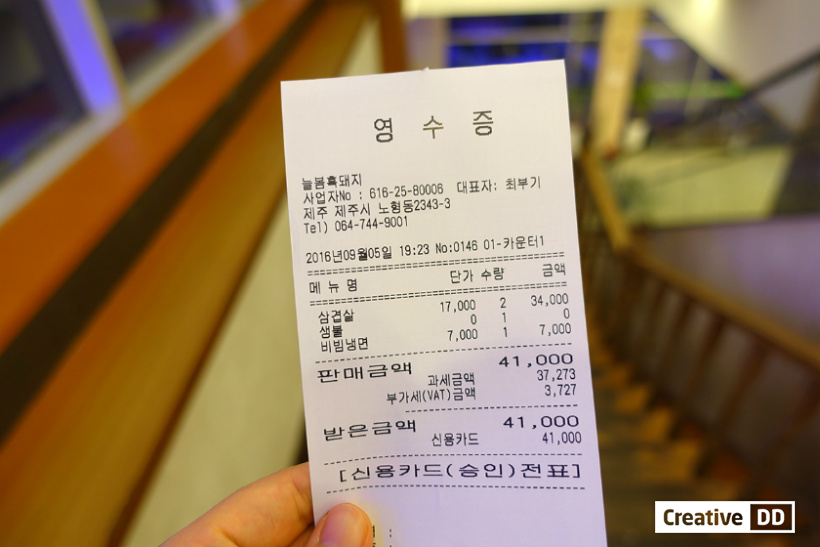 영 수 증
늘봄흑돼지
사업자No : 616-25-80006 대표자: 최부기
제주 제주시 노형동2343-3
Tel) 064-744-9001
2016년09월05일 19:23 No:0146 01-카운터1
메 뉴 명 단가 수량 금액
삼겹살 17,000 2 34,000
생불 0 1 0
비빔냉면 7,000 1 7,000
판매금액 41,000
과세금액 37,273
부가세(VAT)금액 3,727
받은금액 41,000
신용카드 41,000
[신용카드(승인)전표]
Creative DD